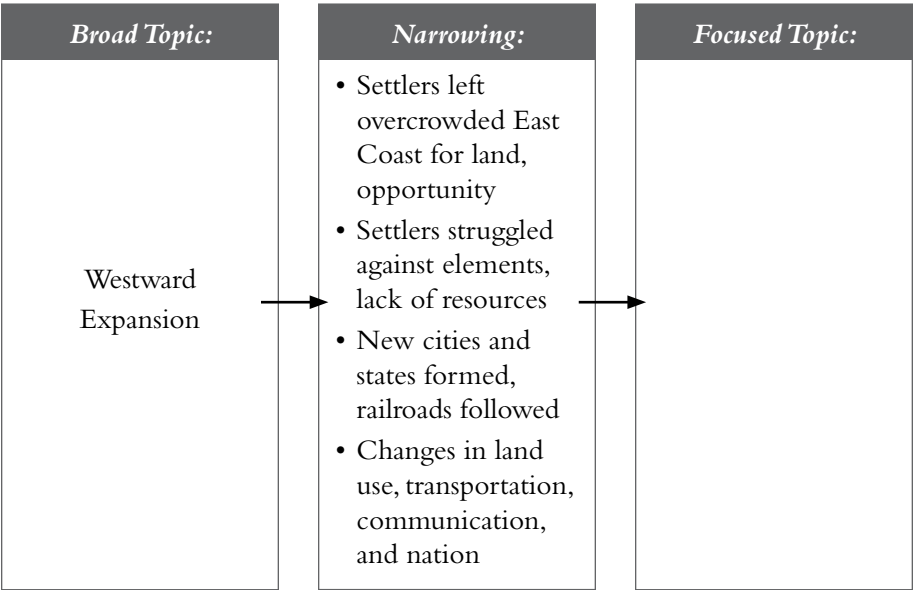 Broad Topic:
Westward
Expansion
Narrowing:
• Settlers left
overcrowded East
Coast for land,
opportunity
• Settlers struggled
against elements,
lack of resources
• New cities and
states formed,
railroads followed
• Changes in land
use, transportation,
communication,
and nation
Focused Topic: